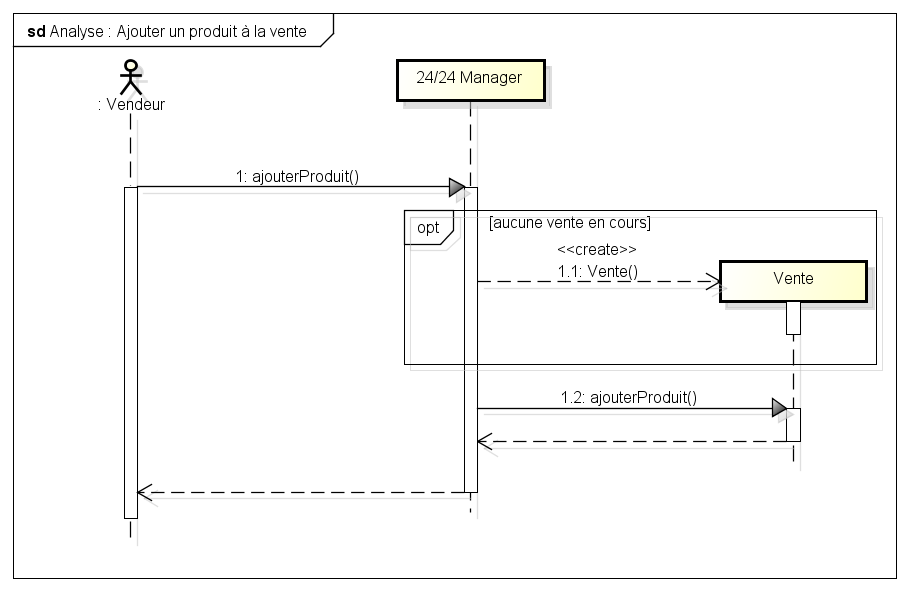 sd Analyse : Ajouter un produit à la vente
24/24 Manager
: Vendeur
1: ajouterProduit()
opt
[aucune vente en cours]
<<create>>
1.1: Vente()
Vente
1.2: ajouterProduit()